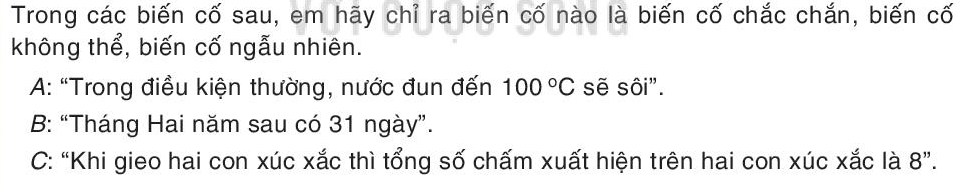 Trong các biến cố sau, em hãy chỉ ra biến cố nào là biến cố chắc chắn, biến cố
không thể, biến cố ngẫu nhiên.
A: “Trong điều kiện thường, nước đun đến 100 °C sẽ sôi”.
B: “Tháng Hai năm sau có 31 ngày”.
C: “Khi gieo hai con xúc xắc thì tổng số chấm xuất hiện trên hai con xúc xắc là 8”.